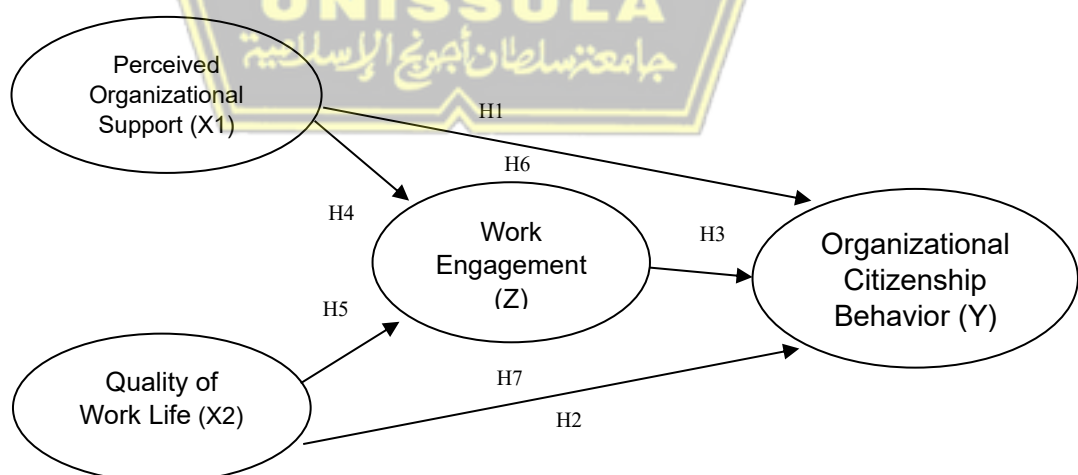 UNISSULA
جامعنسلطان أجونج الإسلامية
Perceived
Organizational
Support (X1)
H1
H6
H4
Work
Engagement
(Z)
H3
Organizational
Citizenship
Behavior (Y)
H5
Quality of
Work Life (X2)
H7
H2